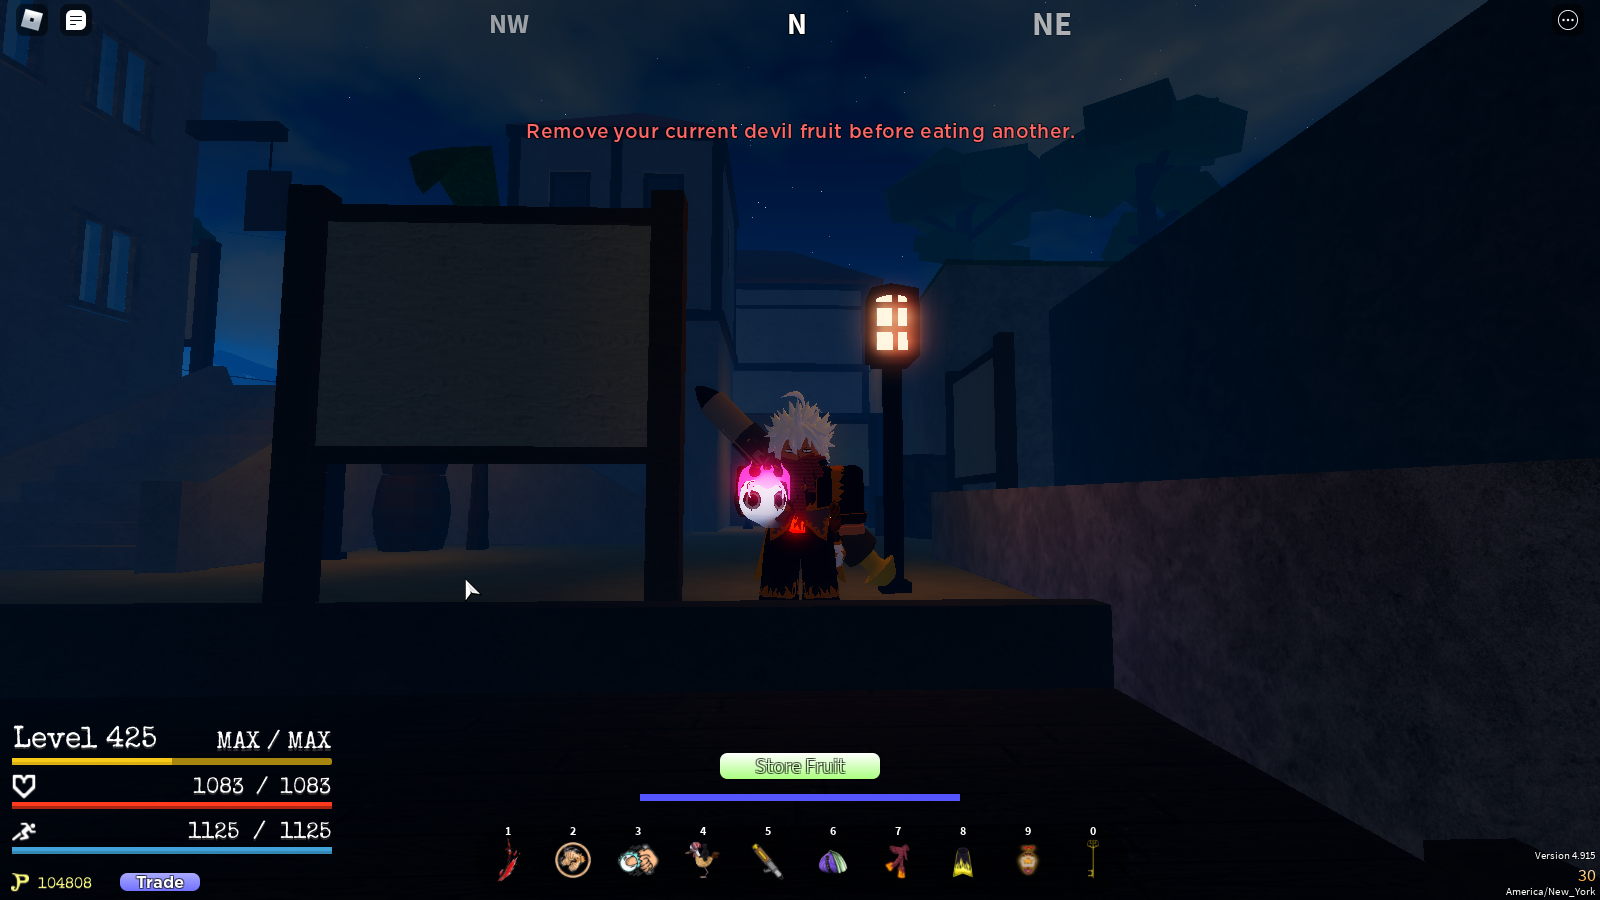 NW N NE
Remove your current devil fruit before eating another.
Level 425 MAX / MAX
1083 / 1083
1125 / 1125
104808 Trade
Store Fruit
1 2 3 4 5 6 7 8 9 0
Version 4.915
30
America/New_York